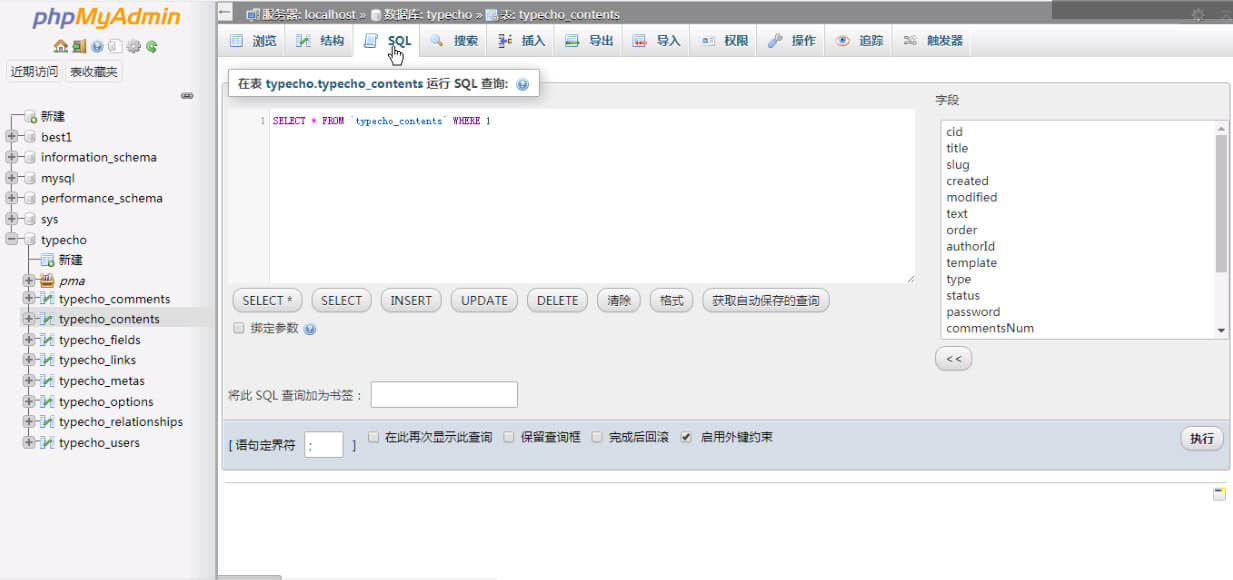 phpMyAdmin
近期访问 表收藏夹
新建
best1
information_schema
mysql
performance_schema
sys
typecho
新建
pma
typecho_comments
typecho_contents
typecho_fields
typecho_links
typecho_metas
typecho_options
typecho_relationships
typecho_users
服务器: localhost » 数据库: typecho » 表: typecho_contents
浏览 结构 SQL 搜索 插入 导出 导入 权限 操作 追踪 触发器
在表 typecho.typecho_contents 运行 SQL 查询:
1 SELECT * FROM `typecho_contents` WHERE 1
字段
cid
title
slug
created
modified
text
order
authorId
template
type
status
password
commentsNum
<<
SELECT * SELECT INSERT UPDATE DELETE 清除 格式 获取自动保存的查询
绑定参数
将此 SQL 查询加为书签：
[ 语句定界符 ; ] 在此再次显示此查询 保留查询框 完成后回滚 启用外键约束 执行